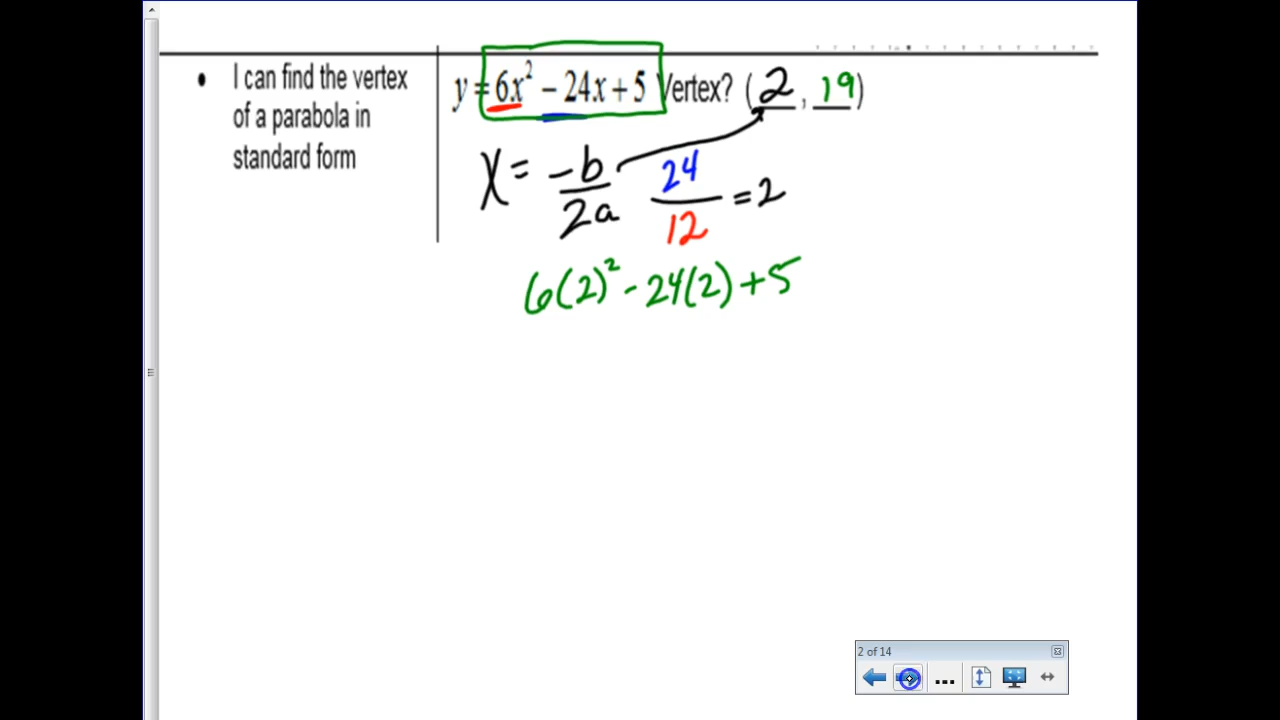 • I can find the vertex of a parabola in standard form
y = 6x² − 24x + 5 Vertex? (2, 19)
x = -b/2a 24/12 = 2
6(2)² - 24(2) + 5
2 of 14
...